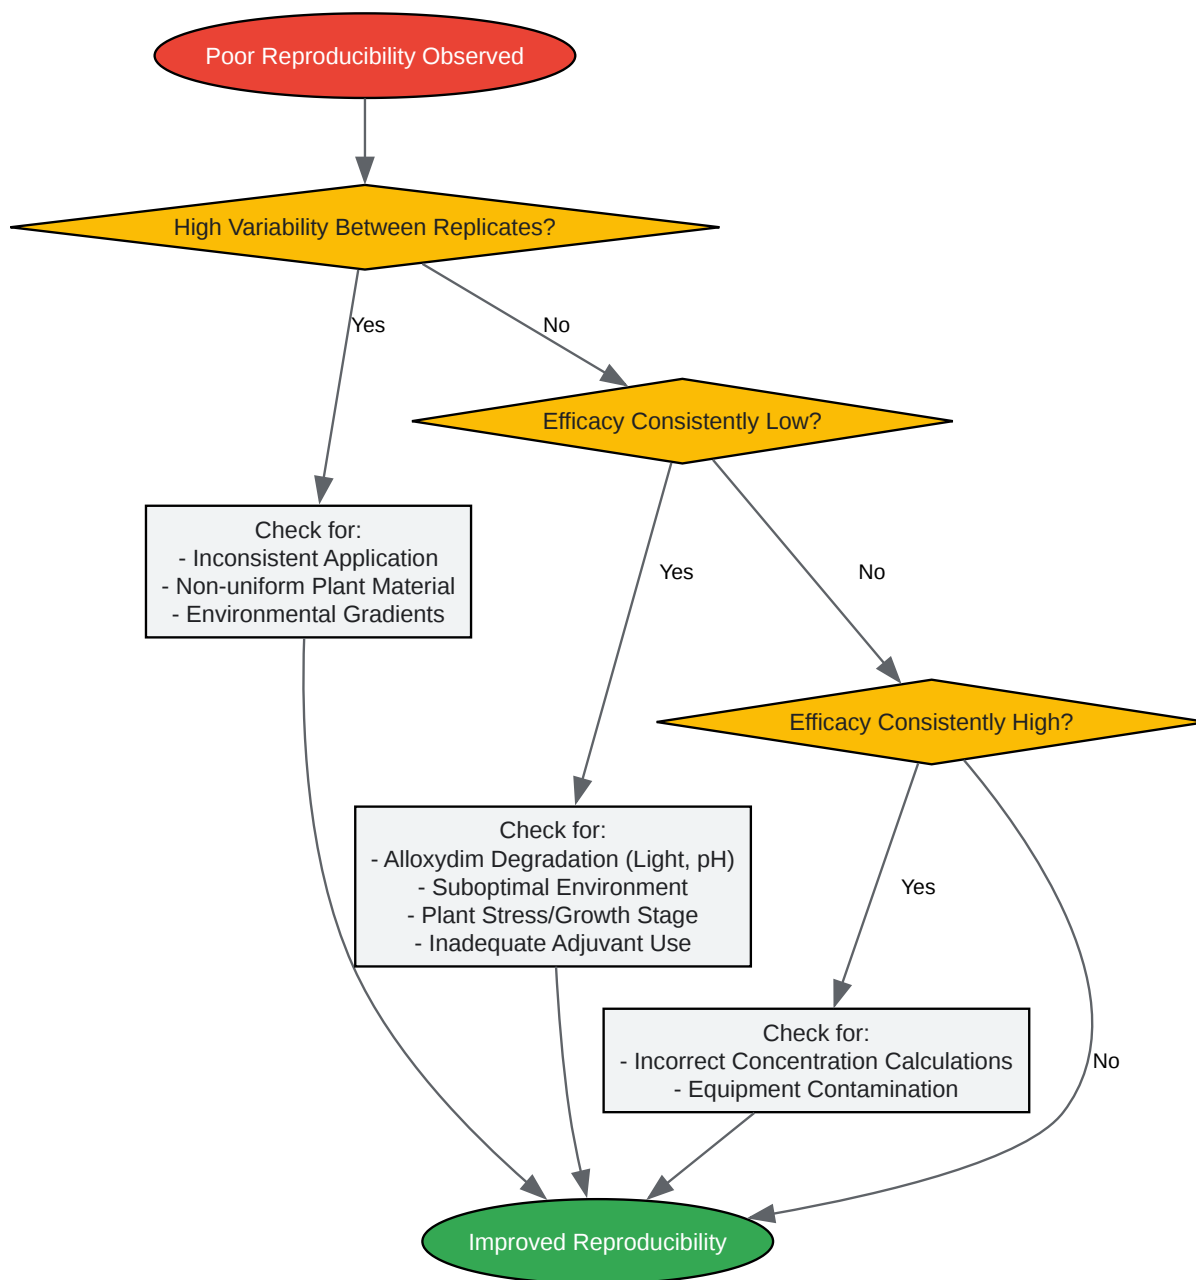 Poor Reproducibility Observed
High Variability Between Replicates?
Yes
No
Efficacy Consistently Low?
Check for:
- Inconsistent Application
- Non-uniform Plant Material
- Environmental Gradients
Yes
No
Efficacy Consistently High?
Check for:
- Alloxydim Degradation (Light, pH)
- Suboptimal Environment
- Plant Stress/Growth Stage
- Inadequate Adjuvant Use
Yes
Check for:
- Incorrect Concentration Calculations
- Equipment Contamination
No
Improved Reproducibility